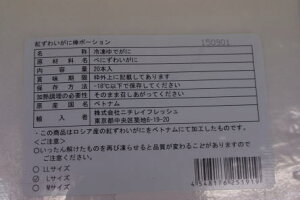 紅ずわいがに棒ポーション
150901
名称 冷凍ゆでがに
原材料名 べにずわいがに
内容量 20本入
賞味期限 枠外上に記載してあります
保存方法 -18℃以下で保存してください
加熱調理の必要性 そのまま召しあがってください
原産国名 ベトナム
輸入者 株式会社ニチレイフレッシュ
東京都中央区築地6-19-20
・この商品はロシア産の紅ずわいがにをベトナムにて加工したものです。
<ご注意>
・いったん解けたものを再び凍らせると品質が変わることがありますので
ご注意ください。
LLサイズ
Lサイズ
Mサイズ